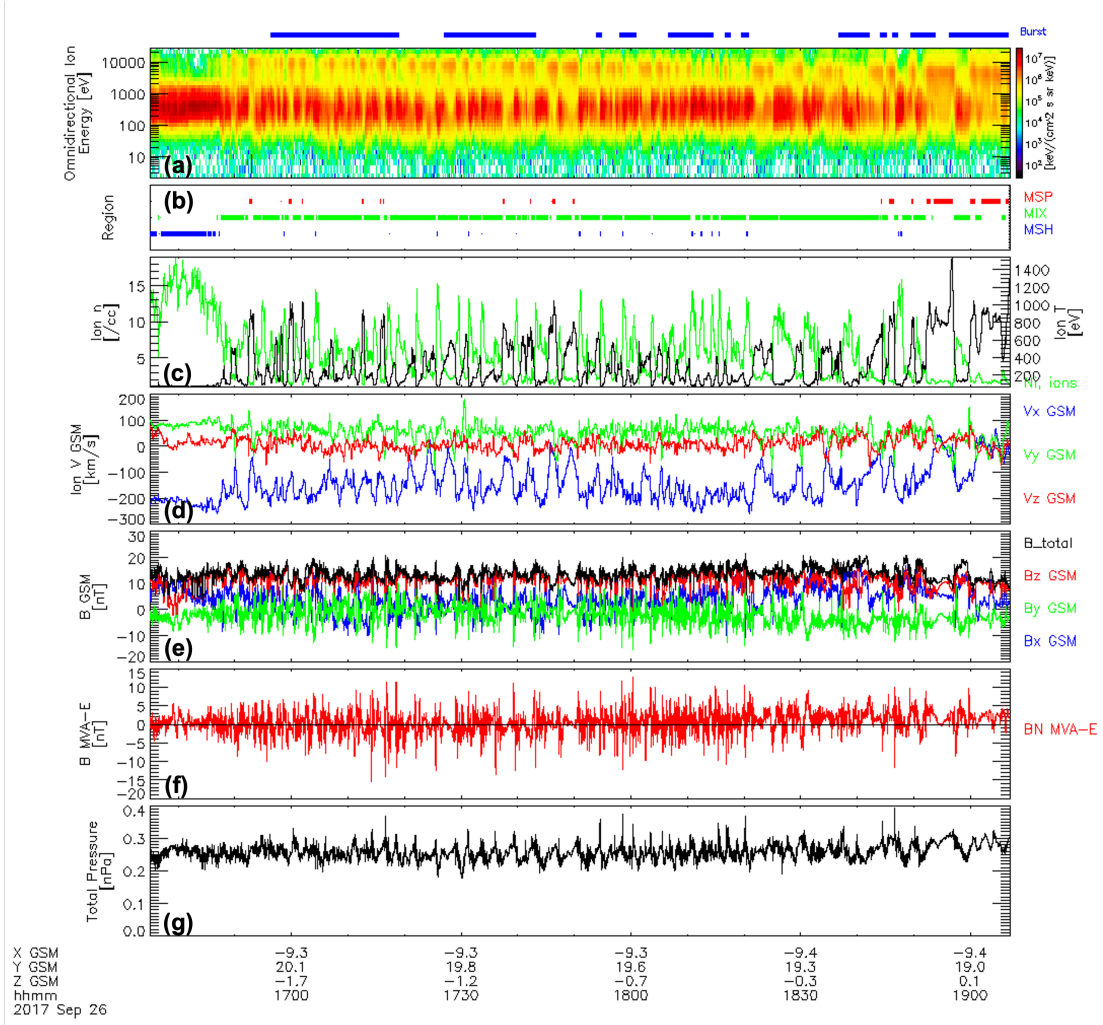 Burst
Omnidirectional Ion
Energy [eV]
10000
1000
100
10
(a)
10⁷
10⁶
10⁵
10⁴
10³
10²
[keV/(cm2 s sr keV)]
Region
(b)
MSP
MIX
MSH
Ion n
[/cc]
15
10
5
(c)
1400
1200
1000
800
600
400
200
Ion T
[eV]
Ni, ions
Ion V GSM
[km/s]
200
100
0
−100
−200
−300
(d)
Vx GSM
Vy GSM
Vz GSM
B GSM
[nT]
30
20
10
0
−10
−20
(e)
B_total
Bz GSM
By GSM
Bx GSM
B MVA−E
[nT]
15
10
5
0
−5
−10
−15
−20
(f)
BN MVA−E
Total Pressure
[nPa]
0.4
0.3
0.2
0.1
0.0
(g)
X GSM −9.3 −9.3 −9.3 −9.4 −9.4
Y GSM 20.1 19.8 19.6 19.3 19.0
Z GSM −1.7 −1.2 −0.7 −0.3 0.1
hhmm 1700 1730 1800 1830 1900
2017 Sep 26